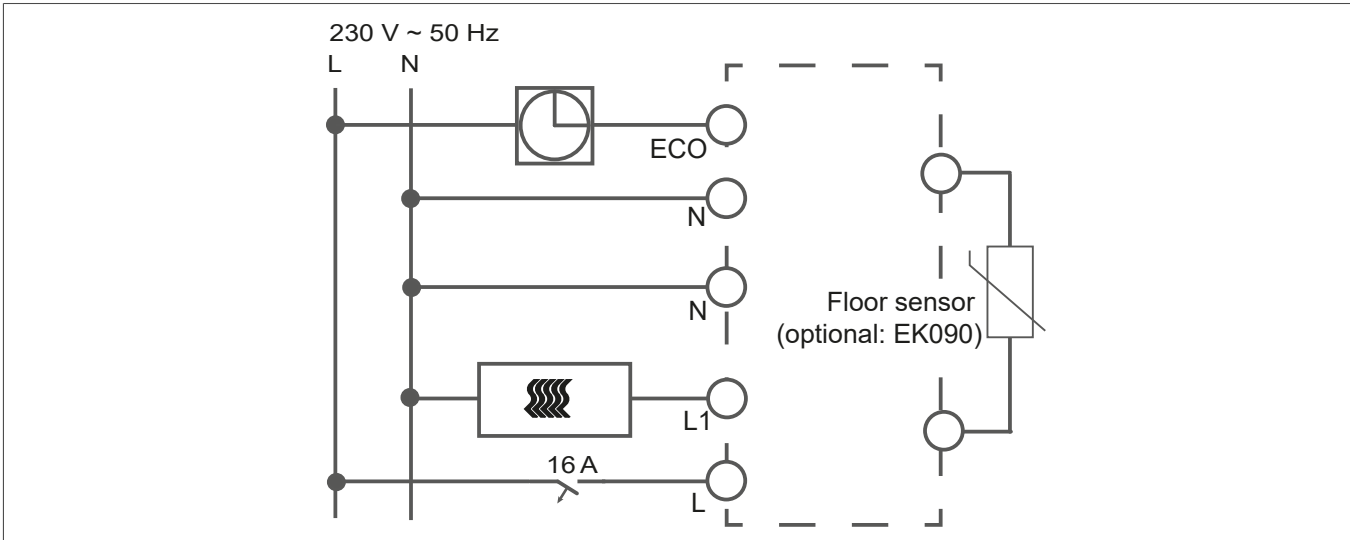 230 V ~ 50 Hz
L N
ECO
N
N
Floor sensor
(optional: EK090)
L1
16 A
L